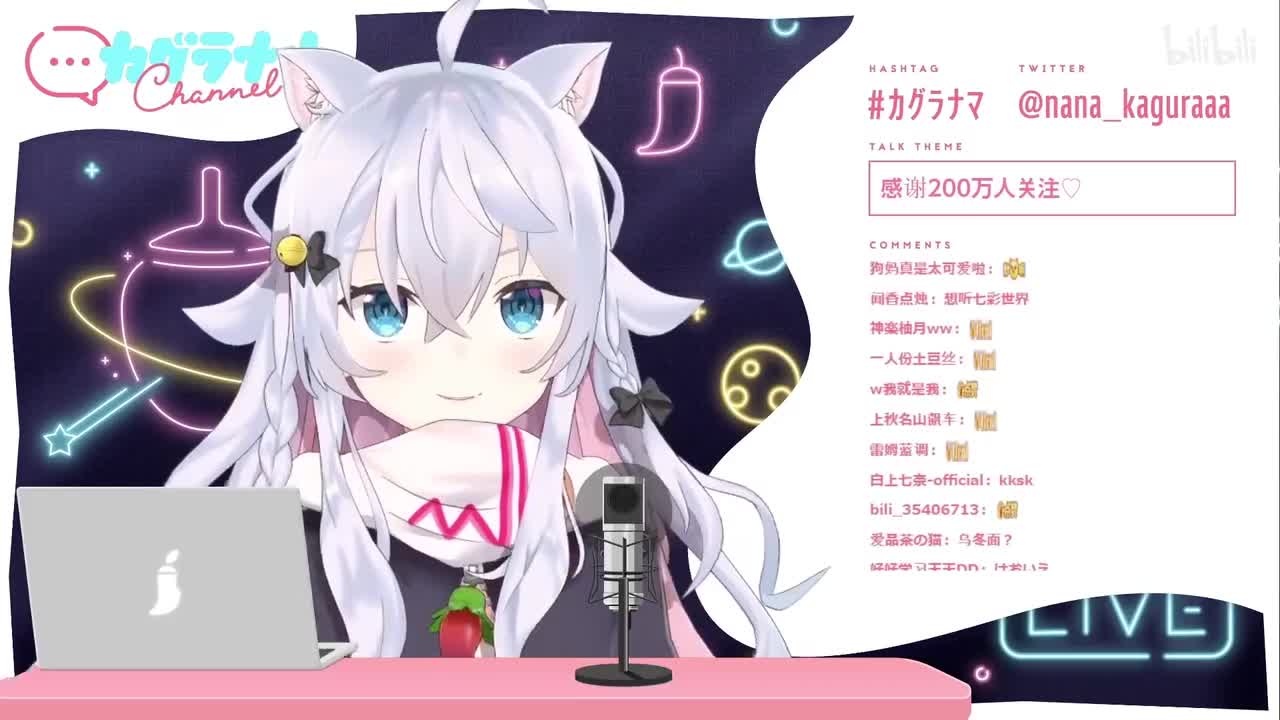 カグラナナ
Channel
bilibili
HASHTAG
TWITTER
#カグラナマ
@nana_kaguraaa
TALK THEME
感谢200万人关注♡
COMMENTS
狗妈真是太可爱啦：
闻香点烛：想听七彩世界
神楽柚月ww：
一人份土豆丝：
w我就是我：
上秋名山飙车：
雷姆蓝调：
白上七奈-official：kksk
bili_35406713：
爱品茶の猫：乌冬面？
LIVE